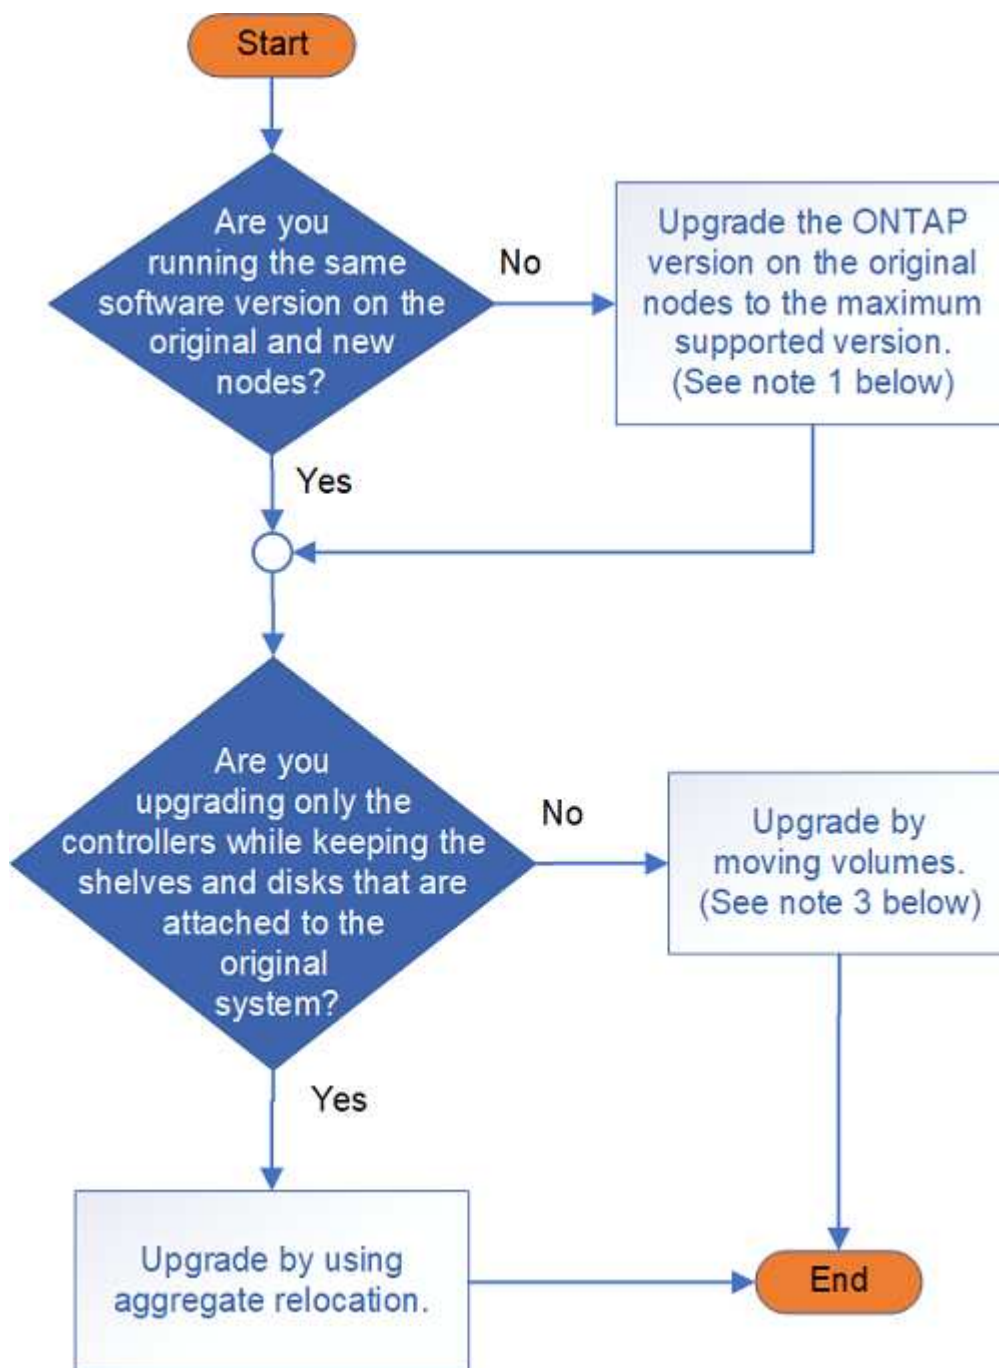 Start
Are you
running the same
software version on the
original and new
nodes?
No
Upgrade the ONTAP
version on the original
nodes to the maximum
supported version.
(See note 1 below)
Yes
Are you
upgrading only the
controllers while keeping the
shelves and disks that are
attached to the
original
system?
No
Upgrade by
moving volumes.
(See note 3 below)
Yes
Upgrade by using
aggregate relocation.
End